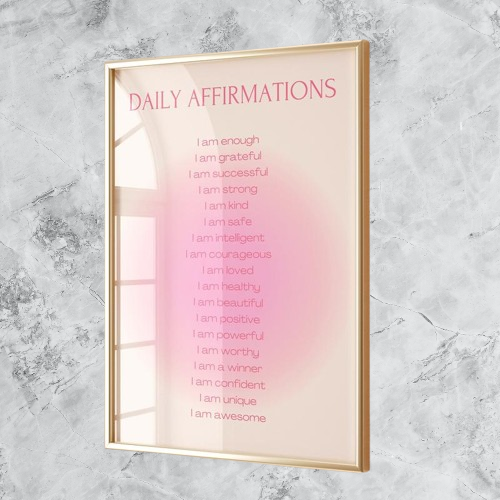 DAILY AFFIRMATIONS
I am enough
I am grateful
I am successful
I am strong
I am kind
I am safe
I am intelligent
I am courageous
I am loved
I am healthy
I am beautiful
I am positive
I am powerful
I am worthy
I am a winner
I am confident
I am unique
I am awesome